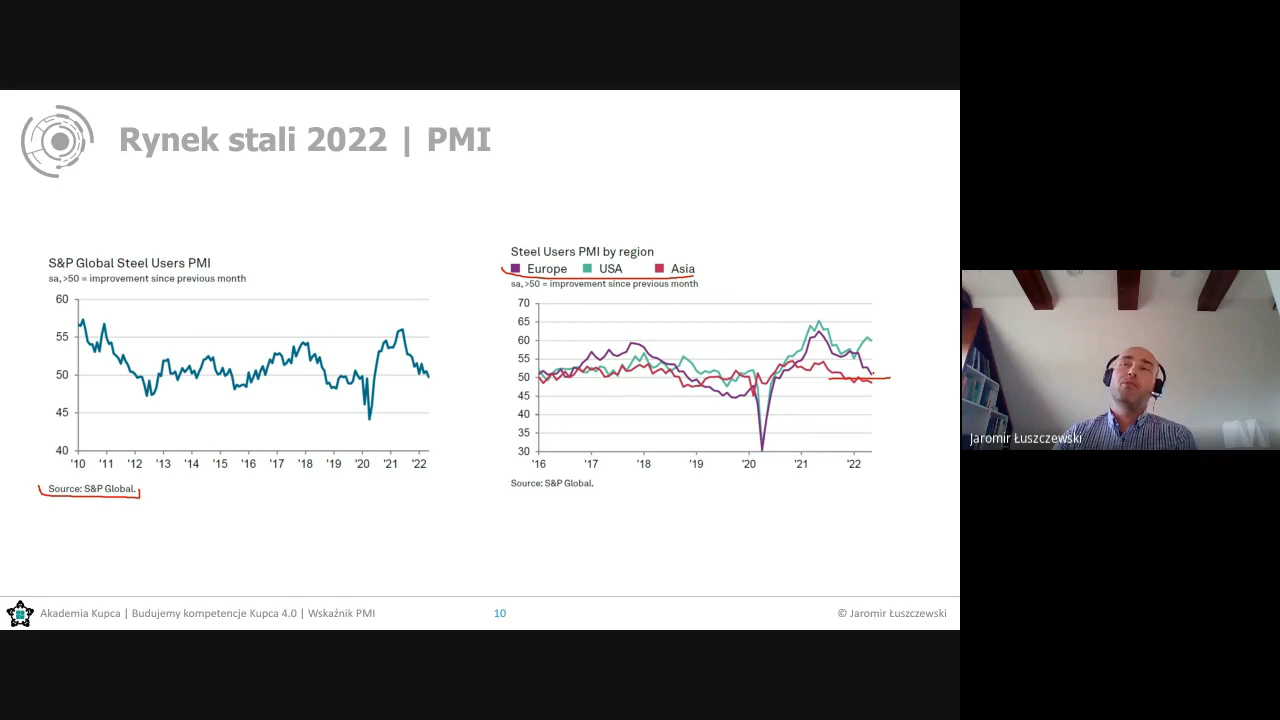 Rynek stali 2022 | PMI
S&P Global Steel Users PMI
sa, >50 = improvement since previous month
60
55
50
45
40
'10 '11 '12 '13 '14 '15 '16 '17 '18 '19 '20 '21 '22
Source: S&P Global.
Steel Users PMI by region
Europe USA Asia
sa, >50 = improvement since previous month
70
65
60
55
50
45
40
35
30
'16 '17 '18 '19 '20 '21 '22
Source: S&P Global.
Jaromir Łuszczewski
Akademia Kupca | Budujemy kompetencje Kupca 4.0 | Wskaźnik PMI
10
© Jaromir Łuszczewski